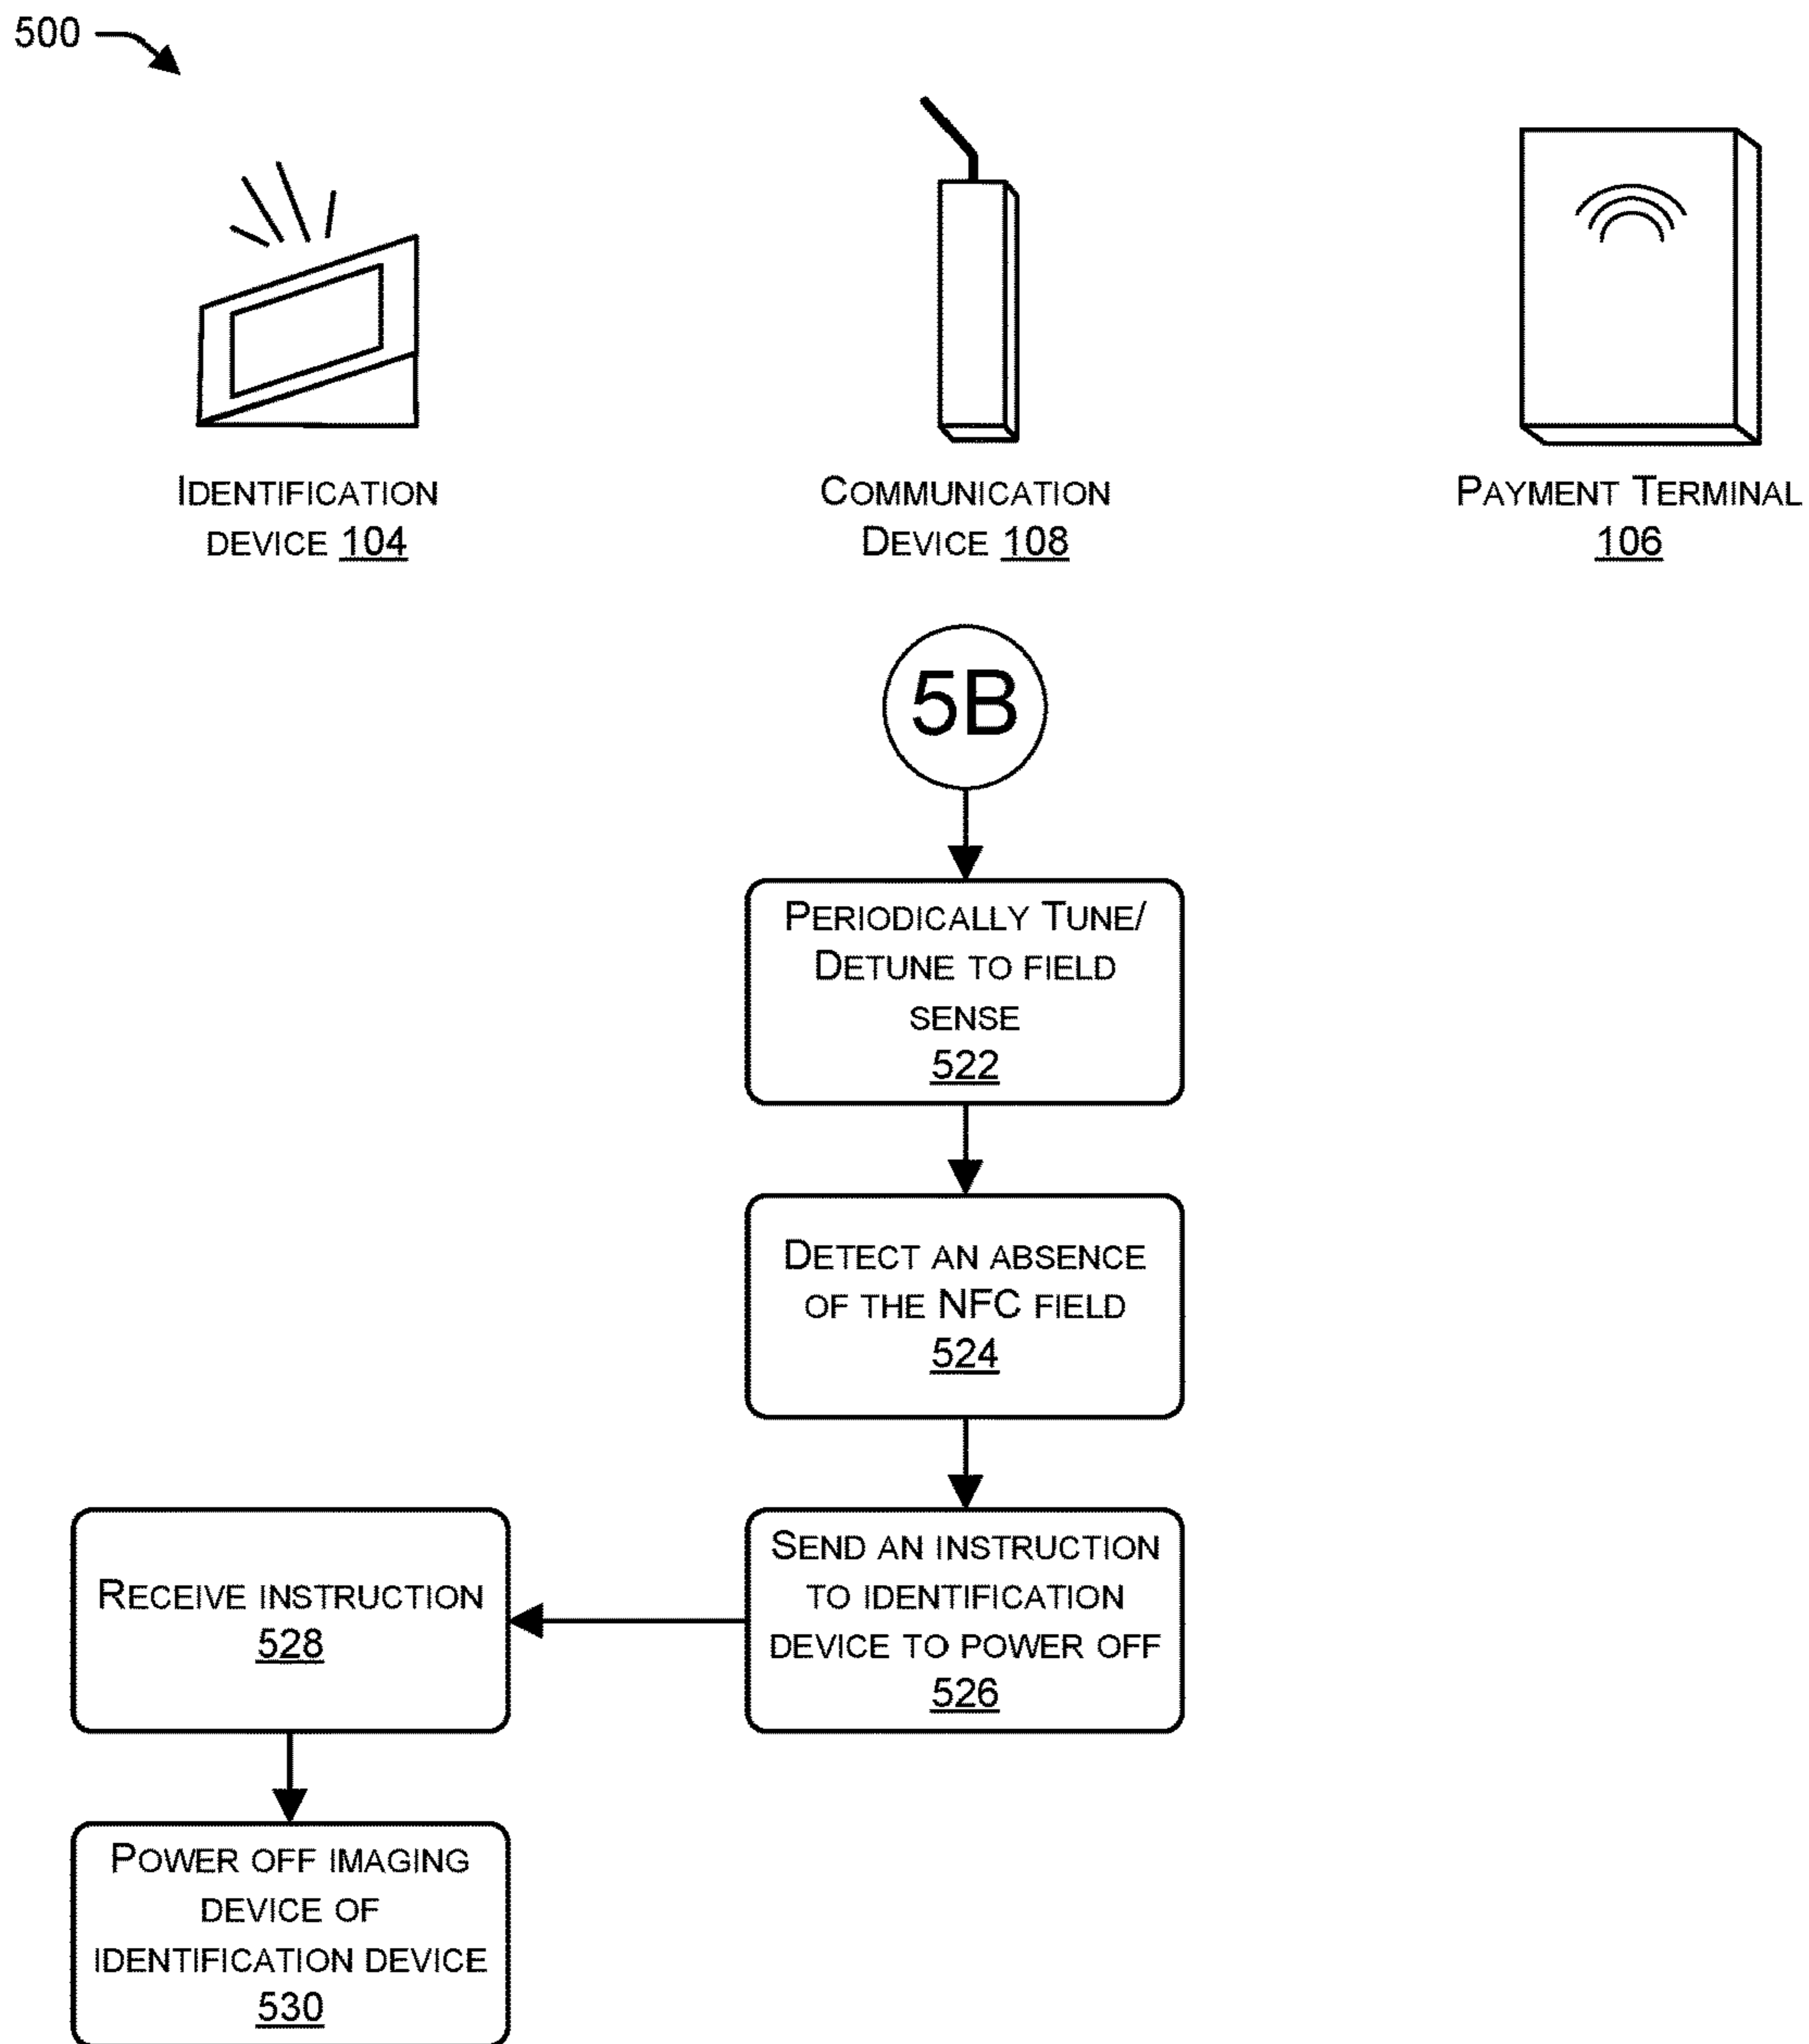 500
IDENTIFICATION
DEVICE 104
COMMUNICATION
DEVICE 108
PAYMENT TERMINAL
106
5B
PERIODICALLY TUNE/
DETUNE TO FIELD
SENSE
522
DETECT AN ABSENCE
OF THE NFC FIELD
524
SEND AN INSTRUCTION
TO IDENTIFICATION
DEVICE TO POWER OFF
526
RECEIVE INSTRUCTION
528
POWER OFF IMAGING
DEVICE OF
IDENTIFICATION DEVICE
530